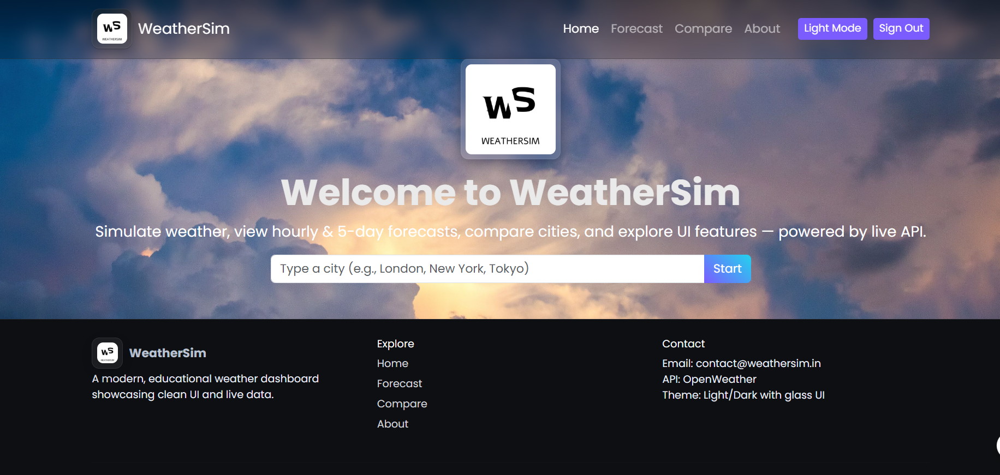 WS
WEATHERSIM
WeatherSim
Home Forecast Compare About Light Mode Sign Out
WS
WEATHERSIM
Welcome to WeatherSim
Simulate weather, view hourly & 5-day forecasts, compare cities, and explore UI features — powered by live API.
Type a city (e.g., London, New York, Tokyo) Start
WS
WEATHERSIM
WeatherSim
A modern, educational weather dashboard
showcasing clean UI and live data.
Explore
Home
Forecast
Compare
About
Contact
Email: contact@weathersim.in
API: OpenWeather
Theme: Light/Dark with glass UI